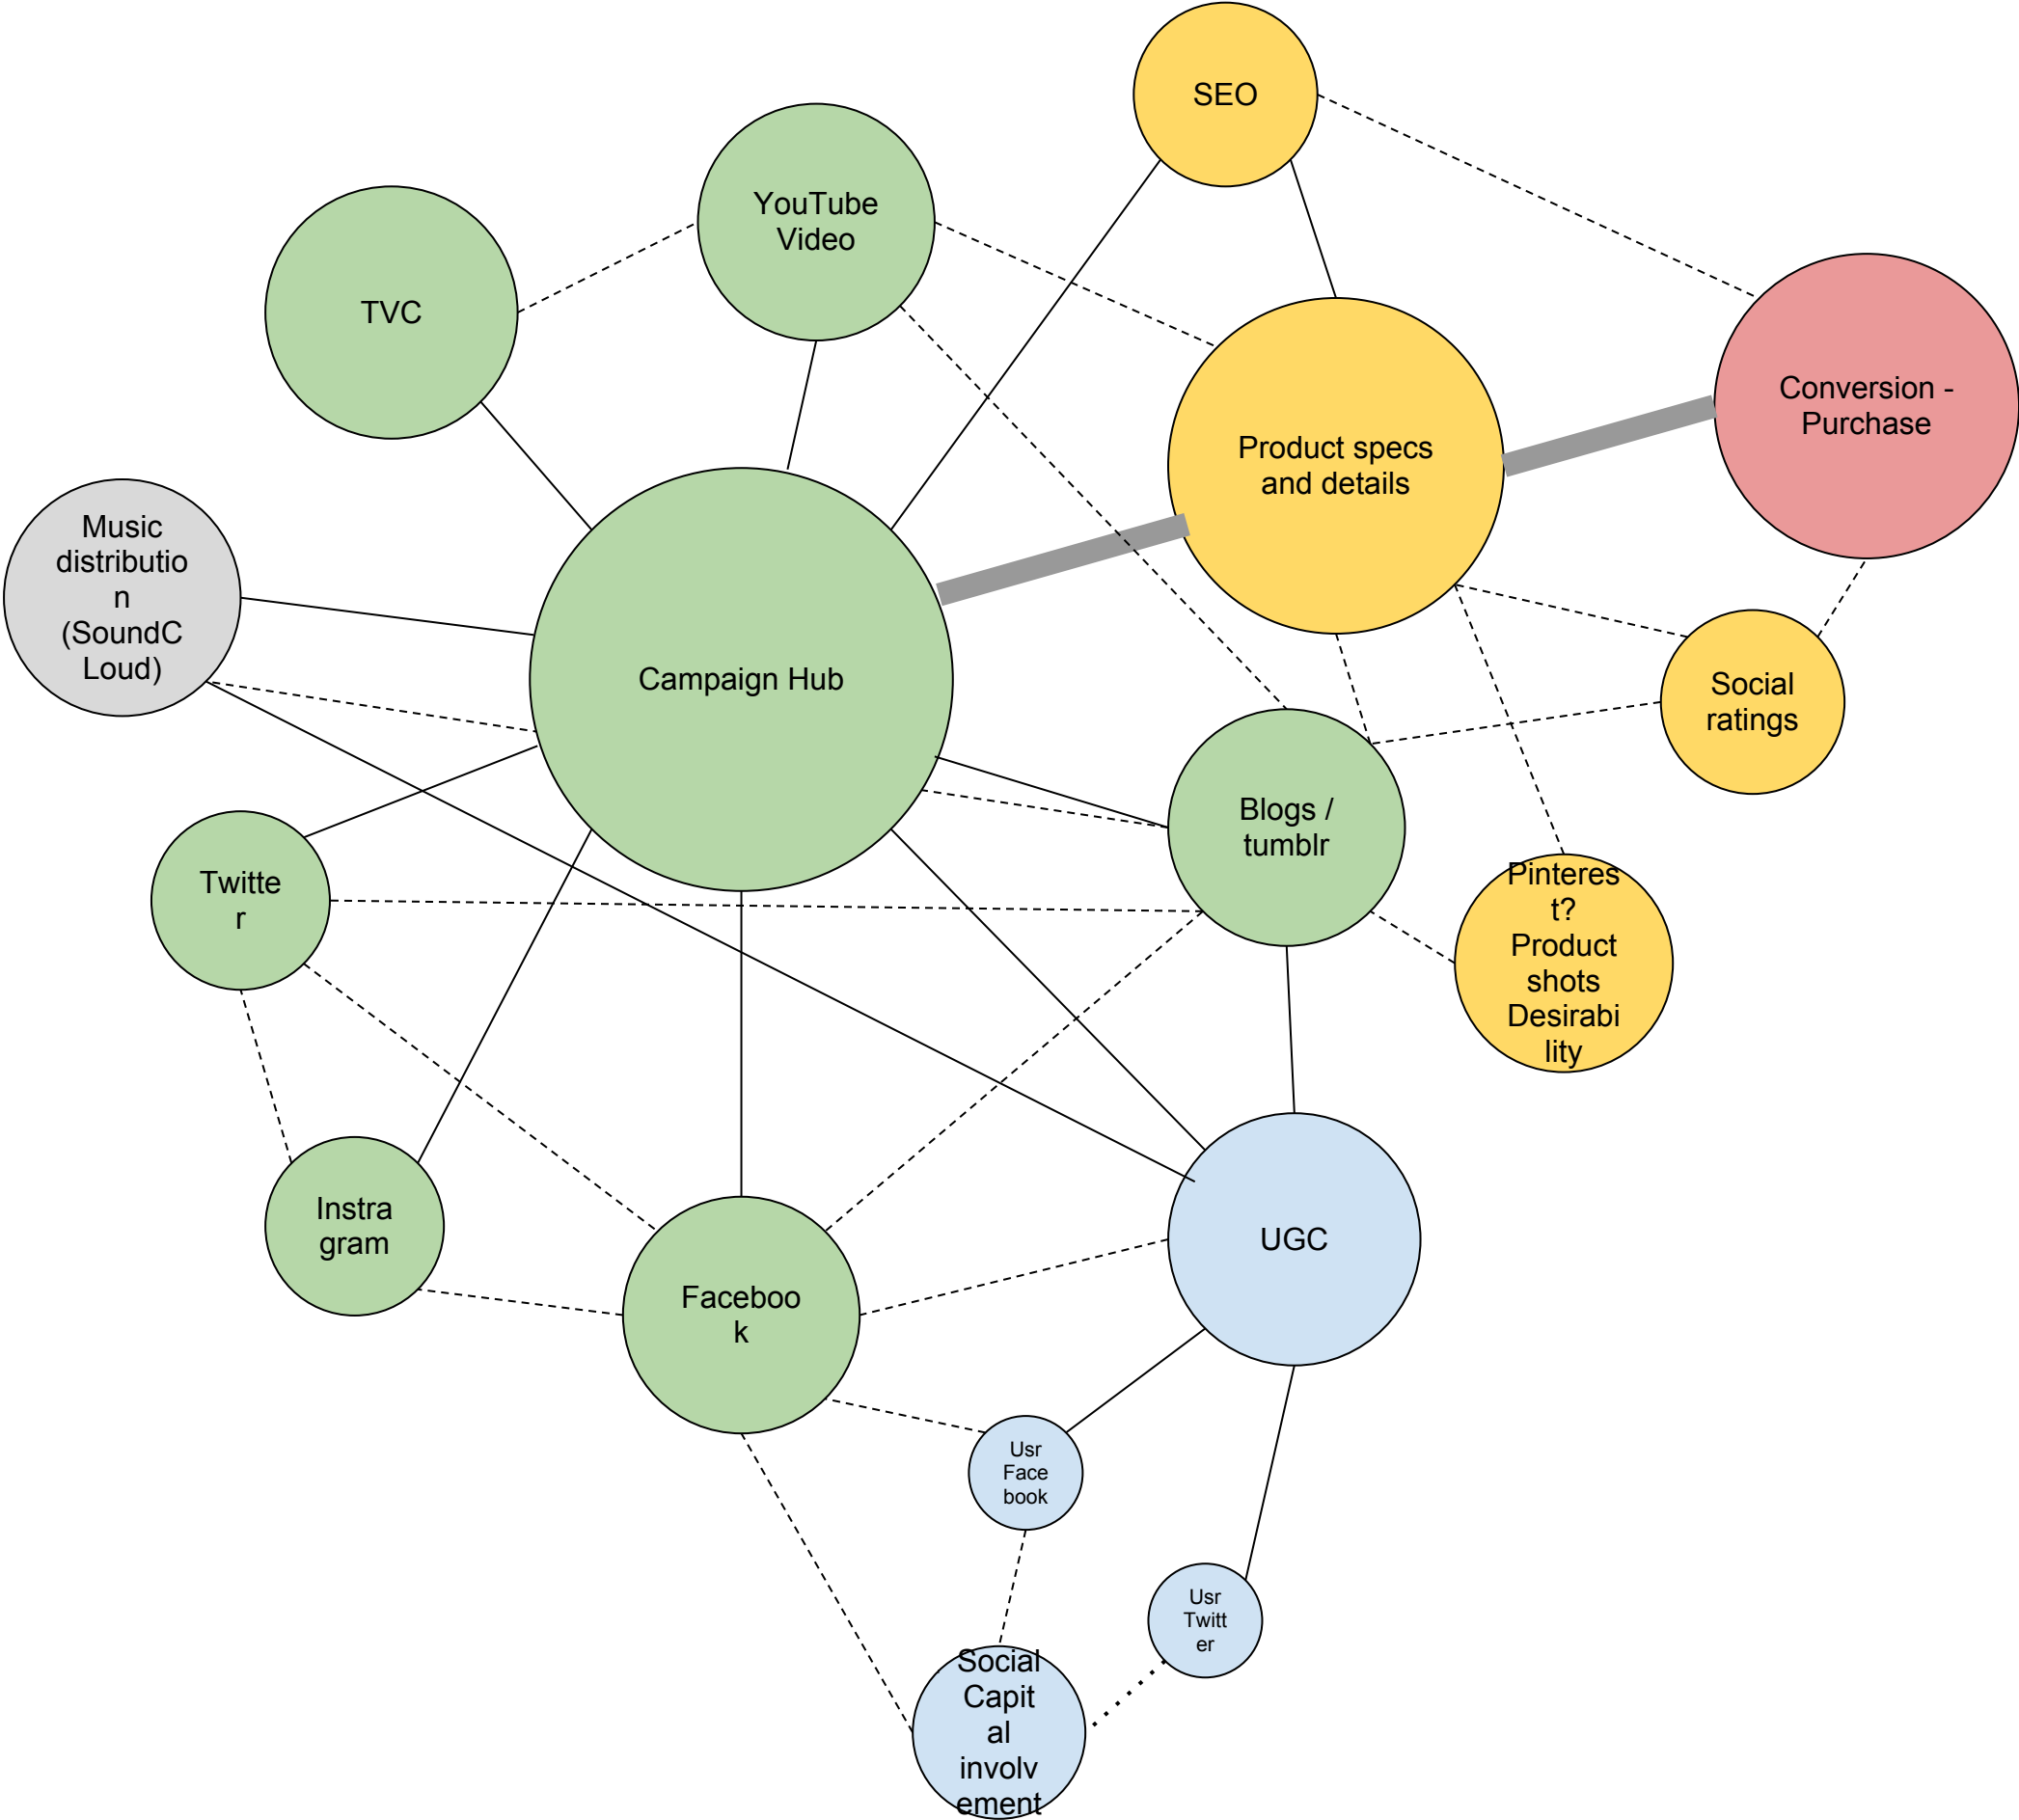 SEO
YouTube
Video
TVC
Conversion -
Purchase
Product specs
and details
Music
distributio
n
(SoundC
Loud)
Campaign Hub
Social
ratings
Blogs /
tumblr
Twitte
r
Pinteres
t?
Product
shots
Desirabi
lity
Instra
gram
UGC
Faceboo
k
Usr
Face
book
Usr
Twitt
er
Social
Capit
al
involv
ement